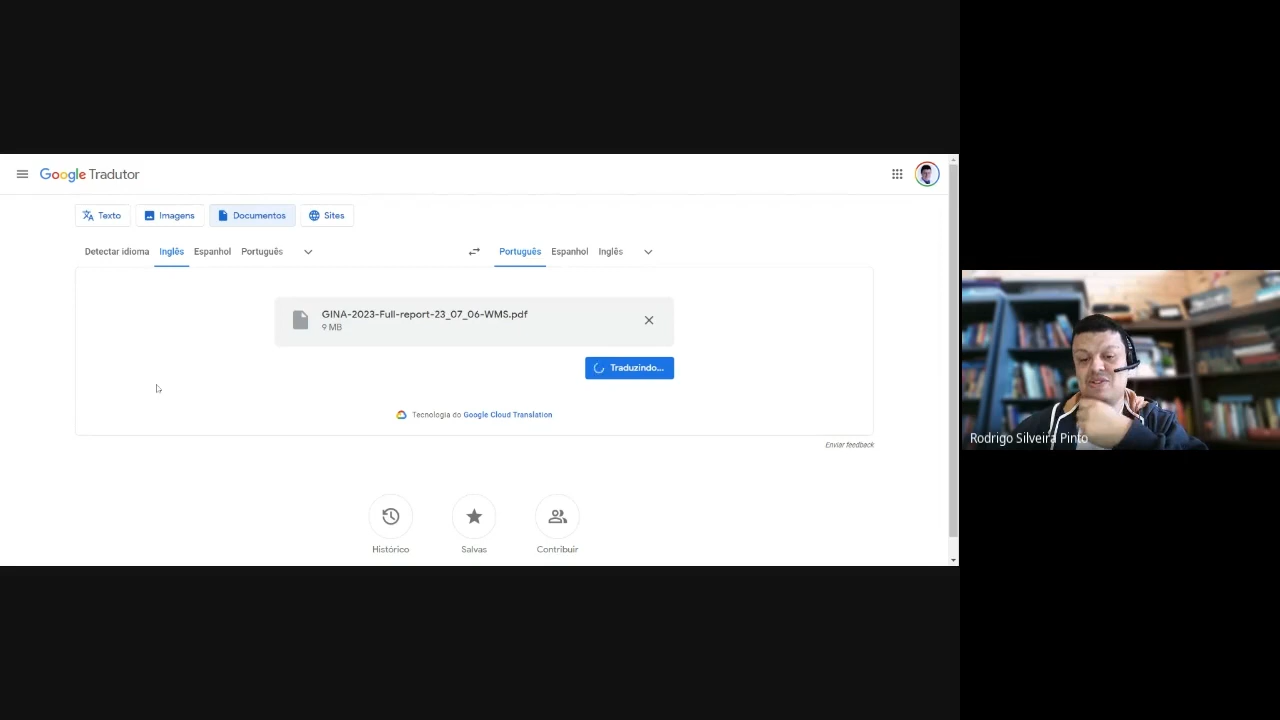 Google Tradutor
Texto
Imagens
Documentos
Sites
Detectar idioma Inglês Espanhol Português
Português Espanhol Inglês
GINA-2023-Full-report-23_07_06-WMS.pdf
9 MB
Traduzindo...
Tecnologia do Google Cloud Translation
Enviar feedback
Histórico
Salvas
Contribuir
Rodrigo Silveira Pinto